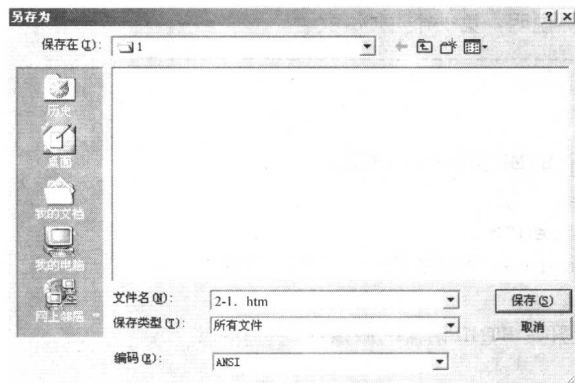 另存为
保存在(I): 1
历史
桌面
我的文档
我的电脑
网上邻居
文件名(N): 2-1. htm 保存(S)
保存类型(T): 所有文件 取消
编码(E): ANSI